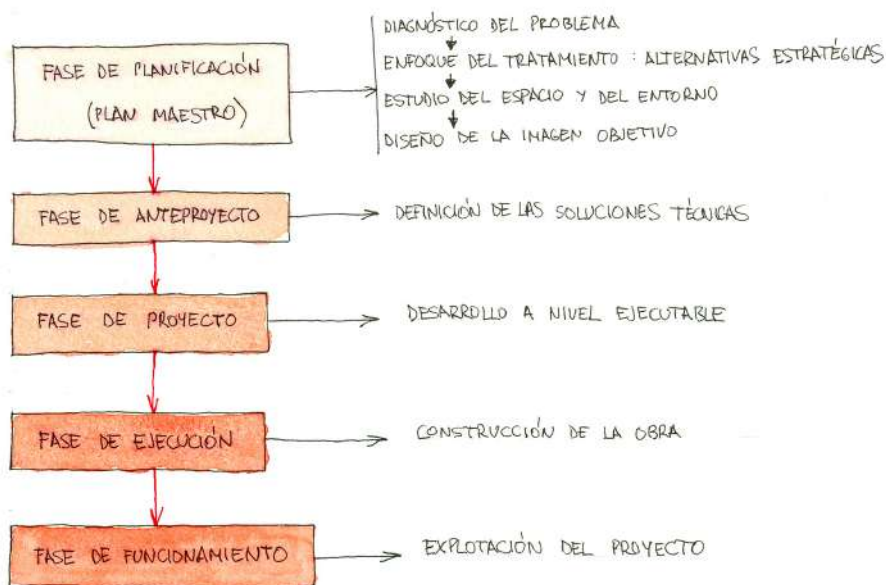 FASE DE PLANIFICACIÓN
(PLAN MAESTRO)
DIAGNÓSTICO DEL PROBLEMA
ENFOQUE DEL TRATAMIENTO : ALTERNATIVAS ESTRATÉGICAS
ESTUDIO DEL ESPACIO Y DEL ENTORNO
DISEÑO DE LA IMAGEN OBJETIVO
FASE DE ANTEPROYECTO
DEFINICIÓN DE LAS SOLUCIONES TÉCNICAS
FASE DE PROYECTO
DESARROLLO A NIVEL EJECUTABLE
FASE DE EJECUCIÓN
CONSTRUCCIÓN DE LA OBRA
FASE DE FUNCIONAMIENTO
EXPLOTACIÓN DEL PROYECTO